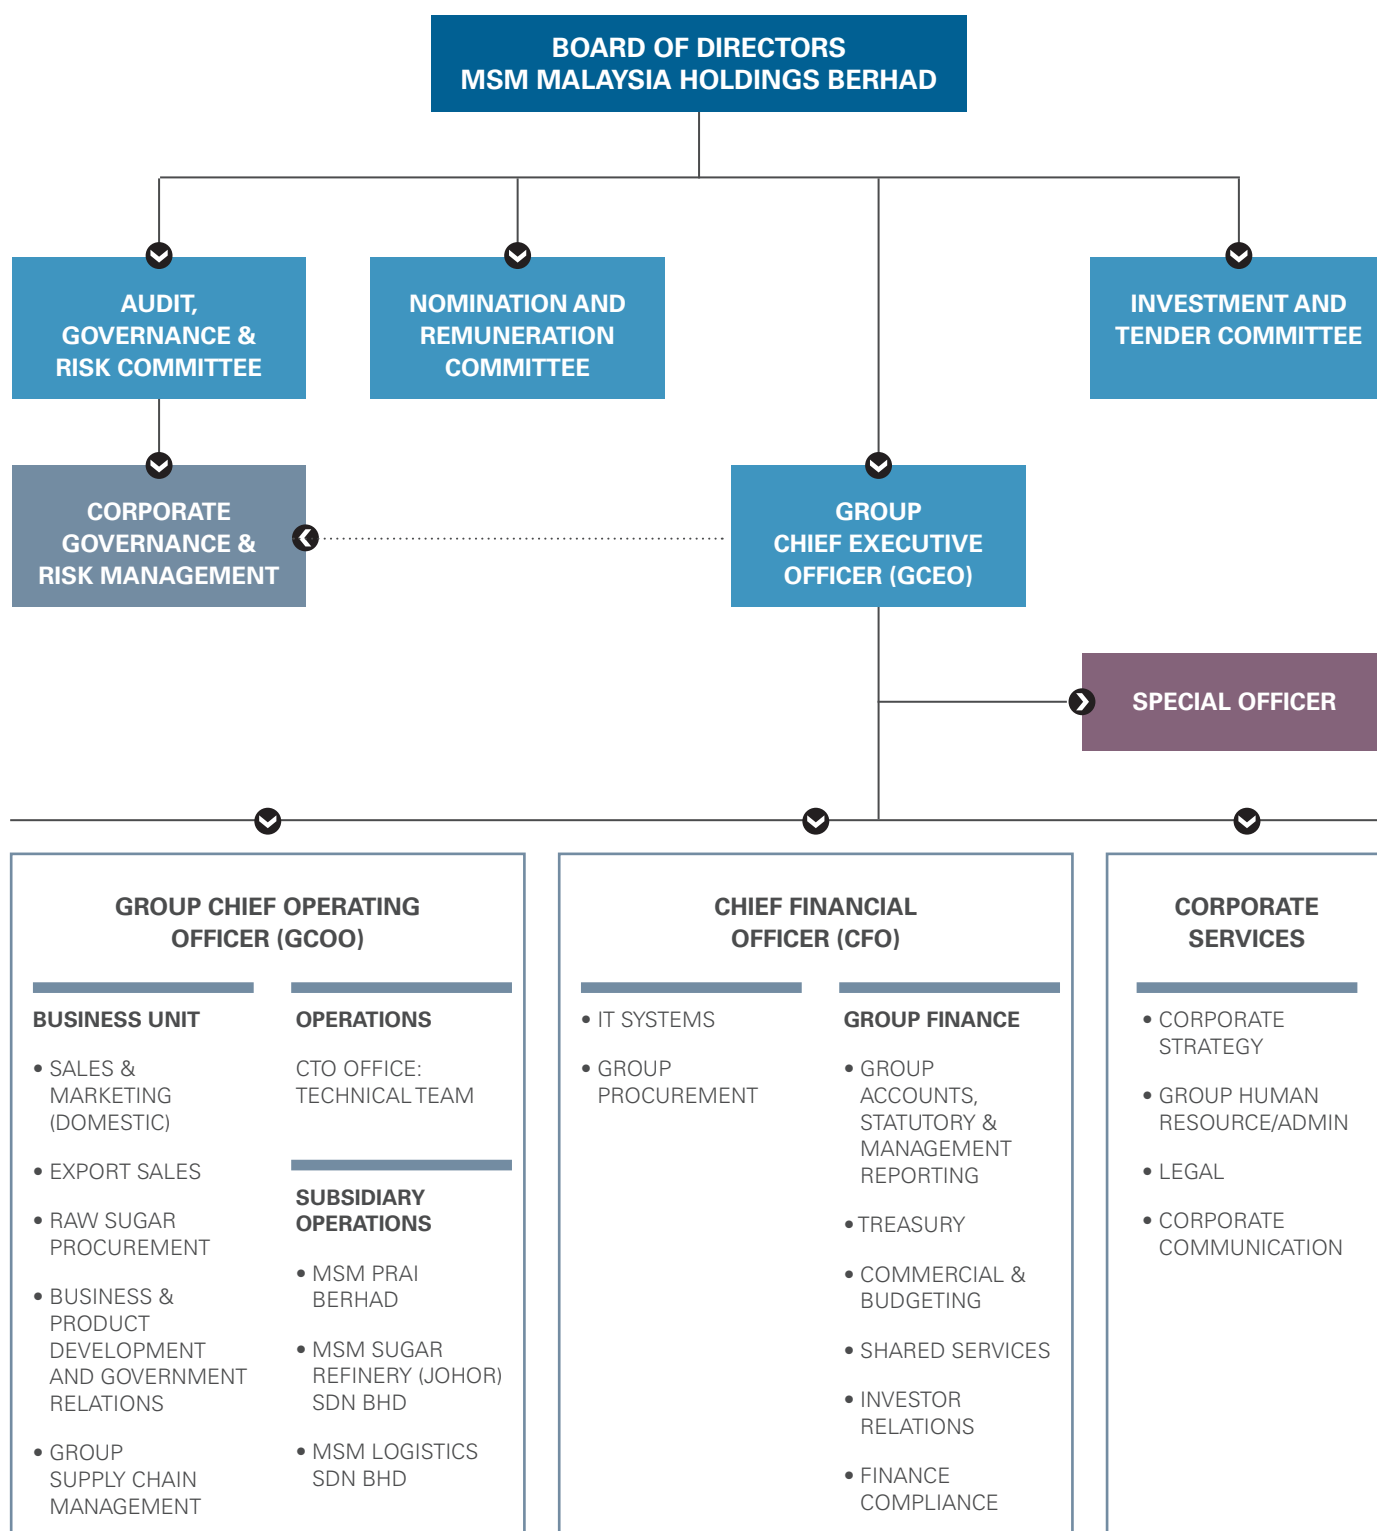 BOARD OF DIRECTORS
MSM MALAYSIA HOLDINGS BERHAD
AUDIT,
GOVERNANCE &
RISK COMMITTEE
NOMINATION AND
REMUNERATION
COMMITTEE
INVESTMENT AND
TENDER COMMITTEE
CORPORATE
GOVERNANCE &
RISK MANAGEMENT
GROUP
CHIEF EXECUTIVE
OFFICER (GCEO)
SPECIAL OFFICER
GROUP CHIEF OPERATING
OFFICER (GCOO)
BUSINESS UNIT
• SALES &
MARKETING
(DOMESTIC)
• EXPORT SALES
• RAW SUGAR
PROCUREMENT
• BUSINESS &
PRODUCT
DEVELOPMENT
AND GOVERNMENT
RELATIONS
• GROUP
SUPPLY CHAIN
MANAGEMENT
OPERATIONS
CTO OFFICE:
TECHNICAL TEAM
SUBSIDIARY
OPERATIONS
• MSM PRAI
BERHAD
• MSM SUGAR
REFINERY (JOHOR)
SDN BHD
• MSM LOGISTICS
SDN BHD
CHIEF FINANCIAL
OFFICER (CFO)
• IT SYSTEMS
• GROUP
PROCUREMENT
GROUP FINANCE
• GROUP
ACCOUNTS,
STATUTORY &
MANAGEMENT
REPORTING
• TREASURY
• COMMERCIAL &
BUDGETING
• SHARED SERVICES
• INVESTOR
RELATIONS
• FINANCE
COMPLIANCE
CORPORATE
SERVICES
• CORPORATE
STRATEGY
• GROUP HUMAN
RESOURCE/ADMIN
• LEGAL
• CORPORATE
COMMUNICATION